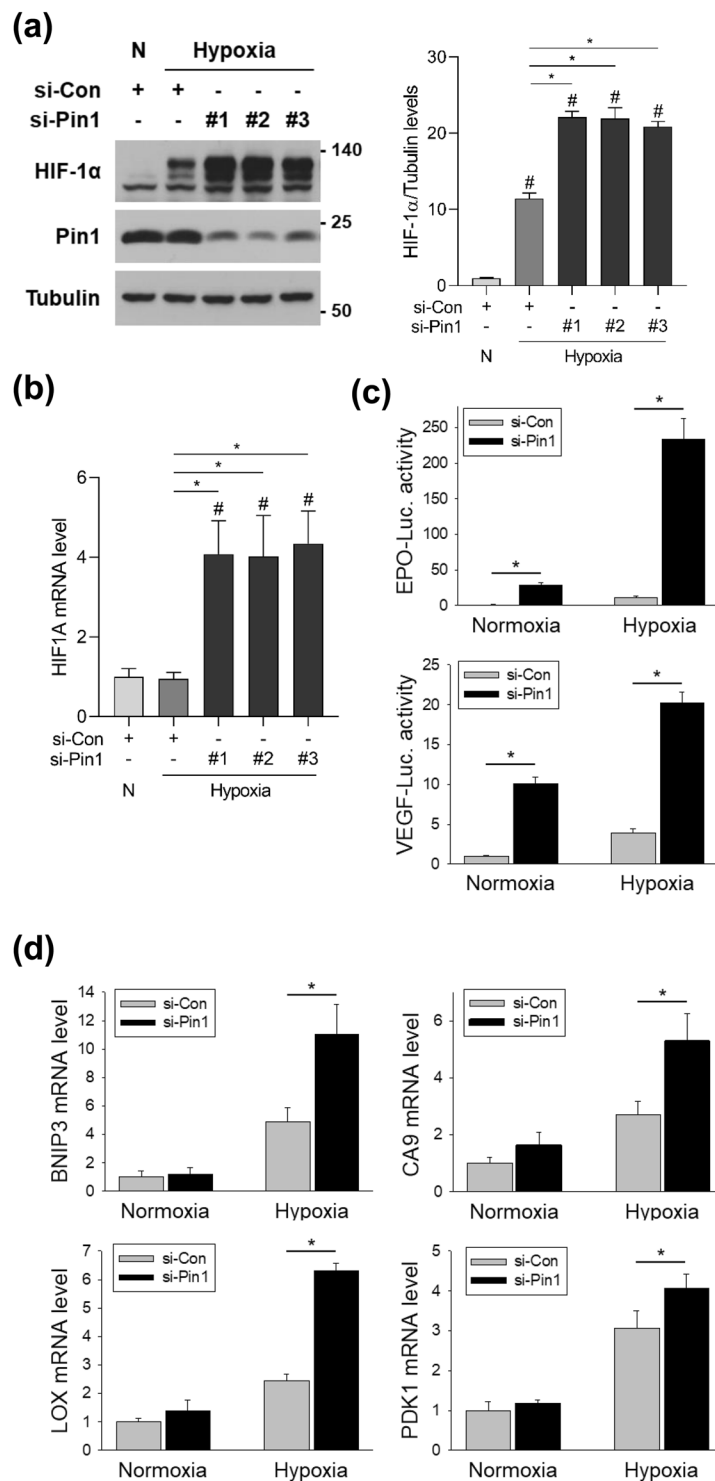 (a)
N Hypoxia
si-Con + + - - -
si-Pin1 - - #1 #2 #3
HIF-1α - 140
Pin1 - 25
Tubulin - 50
HIF-1α/Tubulin levels
30
20
10
0
*
*
*
# # # #
si-Con + + - - -
si-Pin1 - - #1 #2 #3
N Hypoxia
(b)
HIF1A mRNA level
6
4
2
0
*
*
*
# # #
si-Con + + - - -
si-Pin1 - - #1 #2 #3
N Hypoxia
(c)
EPO-Luc. activity
250
200
150
100
50
0
si-Con
si-Pin1
* *
Normoxia Hypoxia
VEGF-Luc. activity
25
20
15
10
5
0
si-Con
si-Pin1
* *
Normoxia Hypoxia
(d)
BNIP3 mRNA level
14
12
10
8
6
4
2
0
si-Con
si-Pin1
*
Normoxia Hypoxia
CA9 mRNA level
6
4
2
0
si-Con
si-Pin1
*
Normoxia Hypoxia
LOX mRNA level
7
6
5
4
3
2
1
0
si-Con
si-Pin1
*
Normoxia Hypoxia
PDK1 mRNA level
5
4
3
2
1
0
si-Con
si-Pin1
*
Normoxia Hypoxia